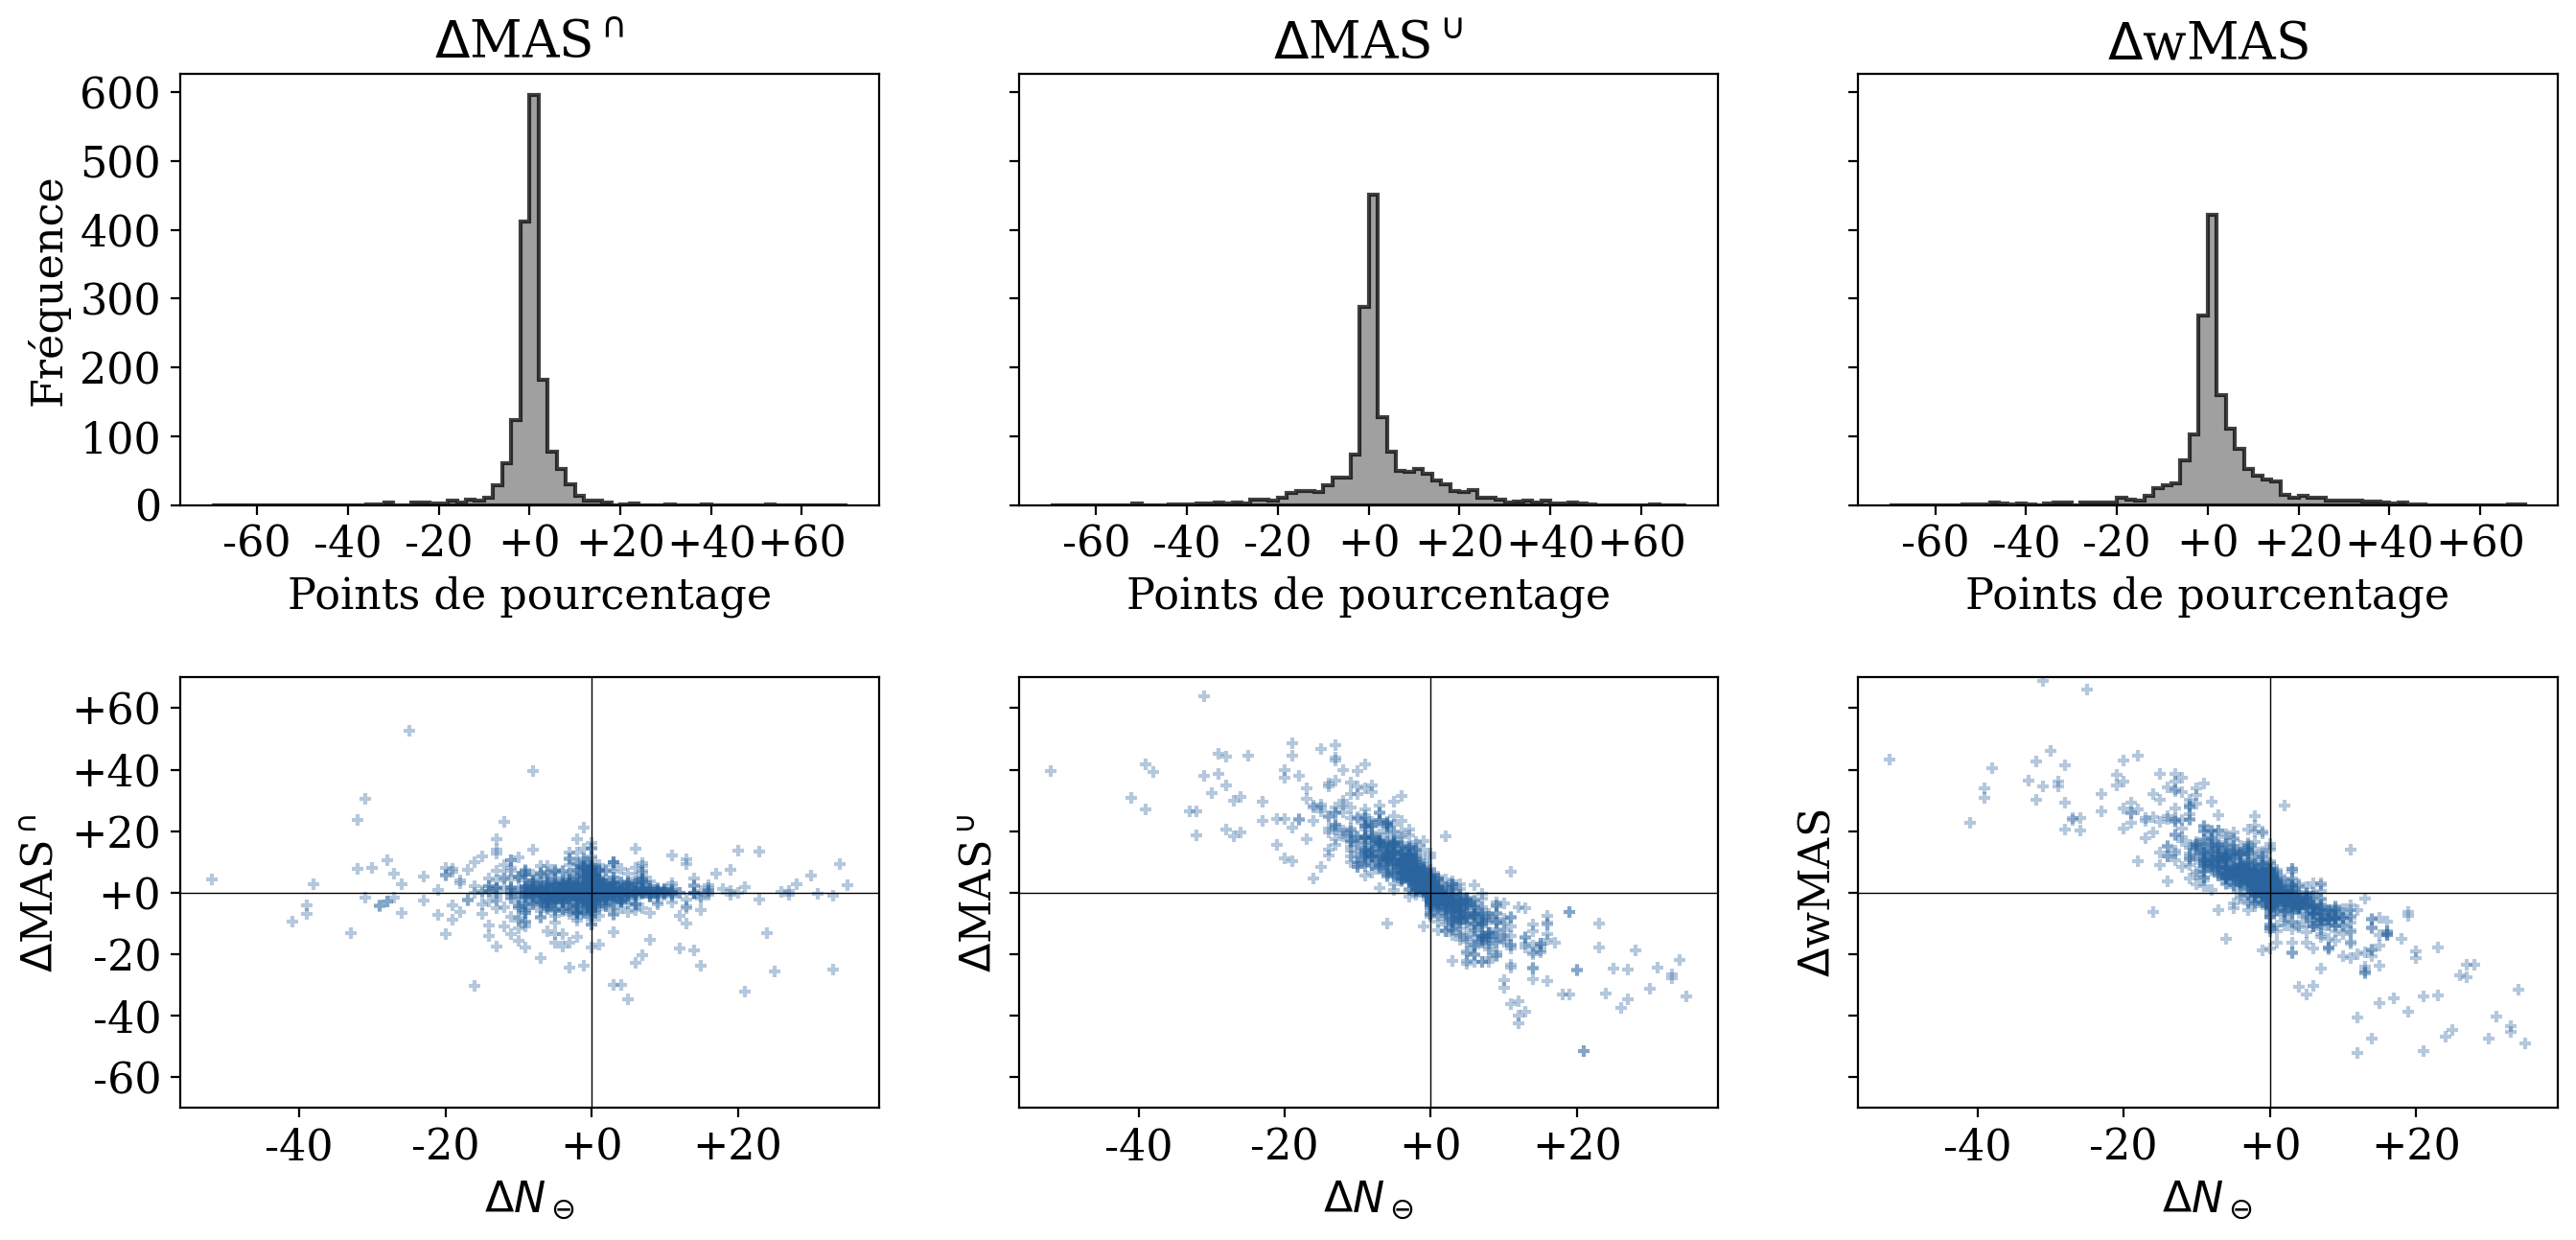 ΔMAS∩ ΔMAS∪ ΔwMAS
600
500
400
300
200
100
0
Fréquence
-60 -40 -20 +0 +20 +40 +60
-60 -40 -20 +0 +20 +40 +60
-60 -40 -20 +0 +20 +40 +60
Points de pourcentage
Points de pourcentage
Points de pourcentage
+60
+40
+20
+0
-20
-40
-60
ΔMAS∩
ΔMAS∪
ΔwMAS
-40 -20 +0 +20
-40 -20 +0 +20
-40 -20 +0 +20
ΔN⊖
ΔN⊖
ΔN⊖